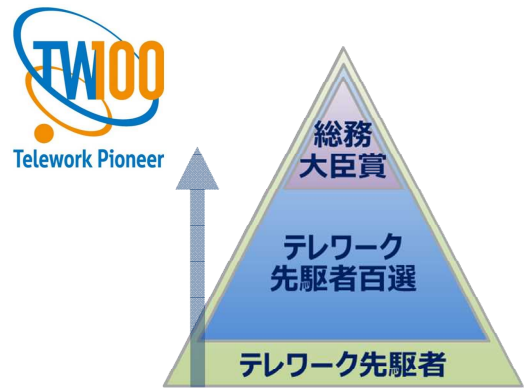 TW100
Telework Pioneer
総務
大臣賞
テレワーク
先駆者百選
テレワーク先駆者